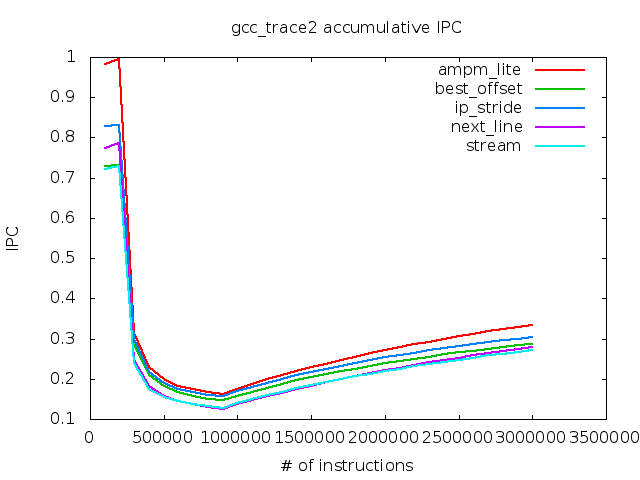 gcc_trace2 accumulative IPC
1
0.9
0.8
0.7
0.6
0.5
0.4
0.3
0.2
0.1
IPC
ampm_lite
best_offset
ip_stride
next_line
stream
0 500000 1000000 1500000 2000000 2500000 3000000 3500000
# of instructions